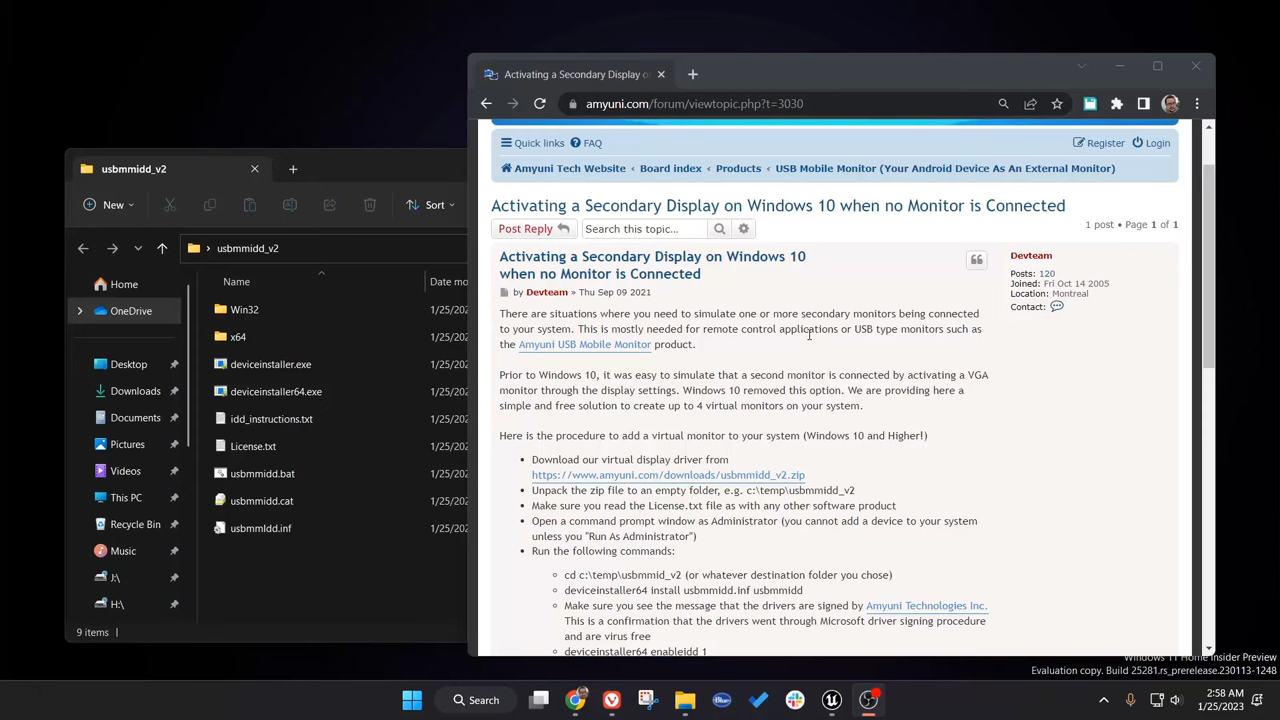 usbmmidd_v2
New
Sort
usbmmidd_v2
Name
Date mo
Home
OneDrive
Desktop
Downloads
Documents
Pictures
Videos
This PC
Recycle Bin
Music
J:\
H:\
Win32
x64
deviceinstaller.exe
deviceinstaller64.exe
idd_instructions.txt
License.txt
usbmmidd.bat
usbmmidd.cat
usbmmIdd.inf
1/25/202
1/25/202
1/25/202
1/25/202
1/25/202
1/25/202
1/25/202
1/25/202
1/25/202
9 items
Activating a Secondary Display o
amyuni.com/forum/viewtopic.php?t=3030
Quick links FAQ Register Login
Amyuni Tech Website ‹ Board index ‹ Products ‹ USB Mobile Monitor (Your Android Device As An External Monitor)
Activating a Secondary Display on Windows 10 when no Monitor is Connected
Post Reply Search this topic… 1 post • Page 1 of 1
Activating a Secondary Display on Windows 10
when no Monitor is Connected
by Devteam » Thu Sep 09 2021
Devteam
Posts: 120
Joined: Fri Oct 14 2005
Location: Montreal
Contact:
There are situations where you need to simulate one or more secondary monitors being connected
to your system. This is mostly needed for remote control applications or USB type monitors such as
the Amyuni USB Mobile Monitor product.
Prior to Windows 10, it was easy to simulate that a second monitor is connected by activating a VGA
monitor through the display settings. Windows 10 removed this option. We are providing here a
simple and free solution to create up to 4 virtual monitors on your system.
Here is the procedure to add a virtual monitor to your system (Windows 10 and Higher!)
• Download our virtual display driver from
https://www.amyuni.com/downloads/usbmmidd_v2.zip
• Unpack the zip file to an empty folder, e.g. c:\temp\usbmmidd_v2
• Make sure you read the License.txt file as with any other software product
• Open a command prompt window as Administrator (you cannot add a device to your system
unless you "Run As Administrator")
• Run the following commands:
cd c:\temp\usbmmid_v2 (or whatever destination folder you chose)
deviceinstaller64 install usbmmidd.inf usbmmidd
Make sure you see the message that the drivers are signed by Amyuni Technologies Inc.
This is a confirmation that the drivers went through Microsoft driver signing procedure
and are virus free
deviceinstaller64 enableidd 1
Windows 11 Home Insider Preview
Evaluation copy. Build 25281.rs_prerelease.230113-1248
Search
2:58 AM
1/25/2023